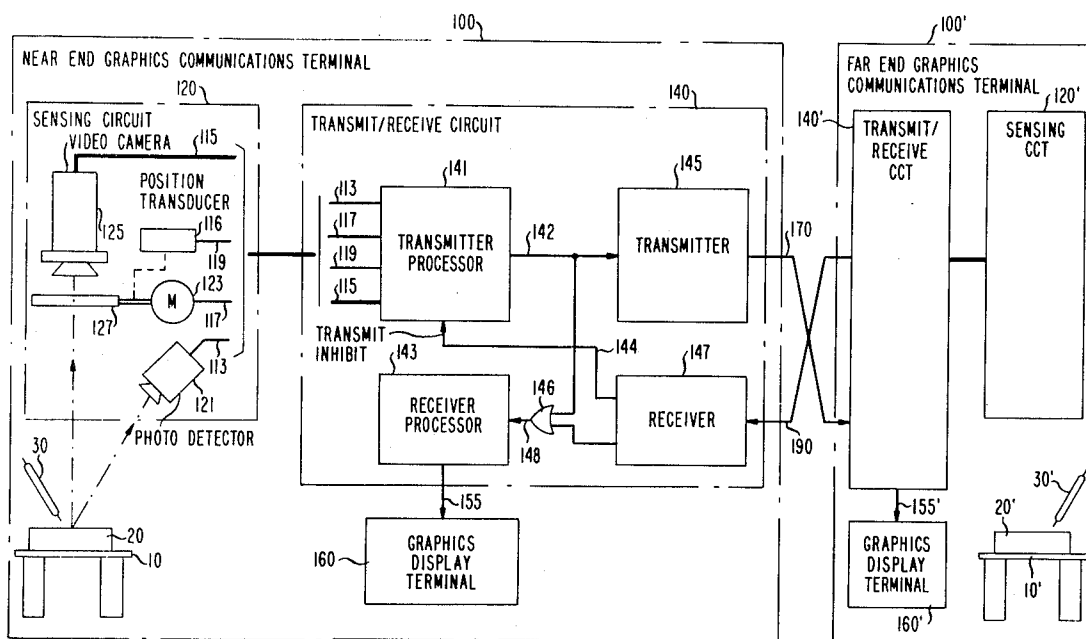 100
100'
NEAR END GRAPHICS COMMUNICATIONS TERMINAL
FAR END GRAPHICS
COMMUNICATIONS TERMINAL
120
SENSING CIRCUIT
VIDEO CAMERA
115
POSITION
TRANSDUCER
116
119
125
123
M
117
127
113
121
PHOTO DETECTOR
30
20
10
140
TRANSMIT/RECEIVE CIRCUIT
113
117
119
115
141
TRANSMITTER
PROCESSOR
142
145
TRANSMITTER
170
TRANSMIT
INHIBIT
144
143
RECEIVER
PROCESSOR
146
148
147
RECEIVER
190
155
160
GRAPHICS
DISPLAY
TERMINAL
140'
TRANSMIT/
RECEIVE
CCT
120'
SENSING
CCT
155'
GRAPHICS
DISPLAY
TERMINAL
160'
30'
20'
10'